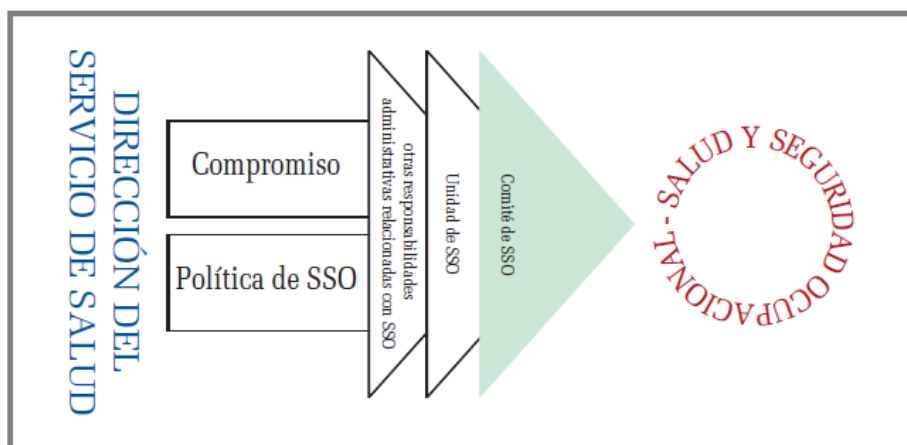 DIRECCIÓN DEL
SERVICIO DE SALUD
Compromiso
Política de SSO
otras responsabilidades
administrativas relacionadas con SSO
Unidad de SSO
Comité de SSO
SALUD Y SEGURIDAD OCUPACIONAL -